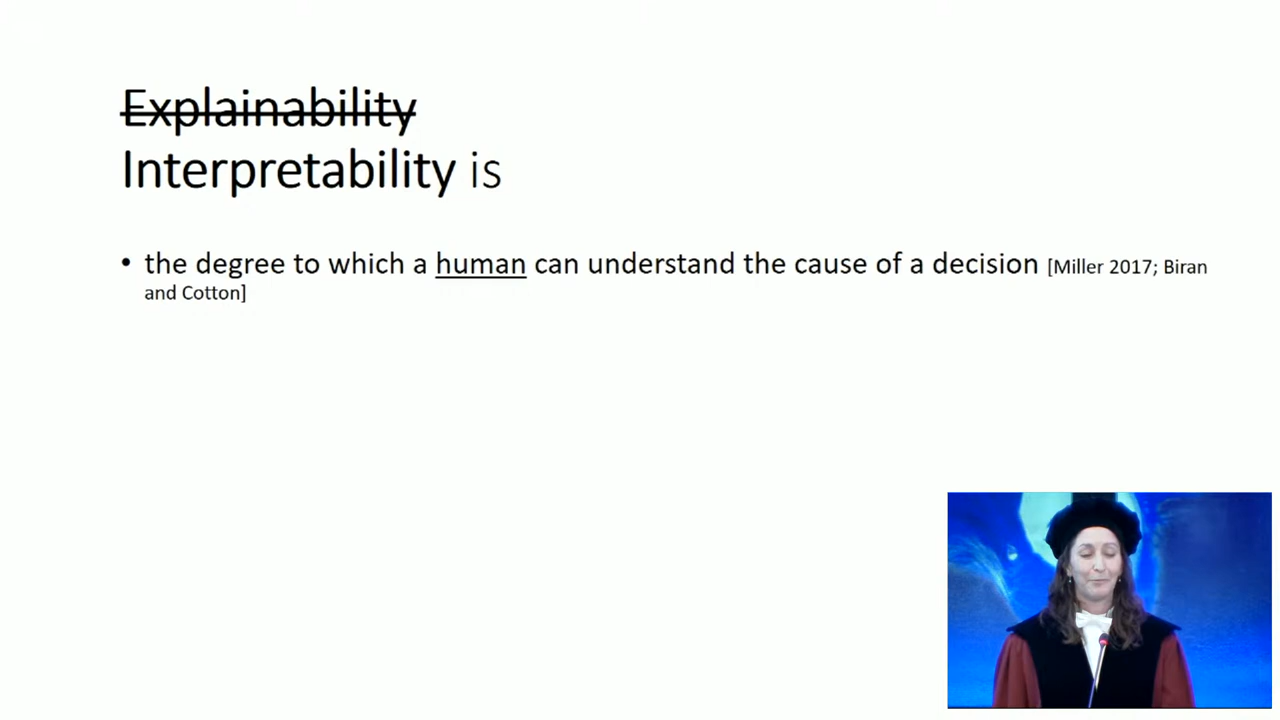 Explainability
Interpretability is
• the degree to which a human can understand the cause of a decision [Miller 2017; Biran
and Cotton]